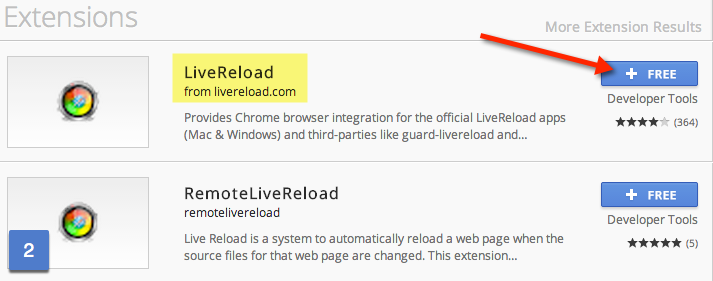 Extensions
More Extension Results
LiveReload
from livereload.com
Provides Chrome browser integration for the official LiveReload apps
(Mac & Windows) and third-parties like guard-livereload and...
+ FREE
Developer Tools
★★★★★ (364)
RemoteLiveReload
remotelivereload
Live Reload is a system to automatically reload a web page when the
source files for that web page are changed. This extension...
+ FREE
Developer Tools
★★★★★ (5)
2